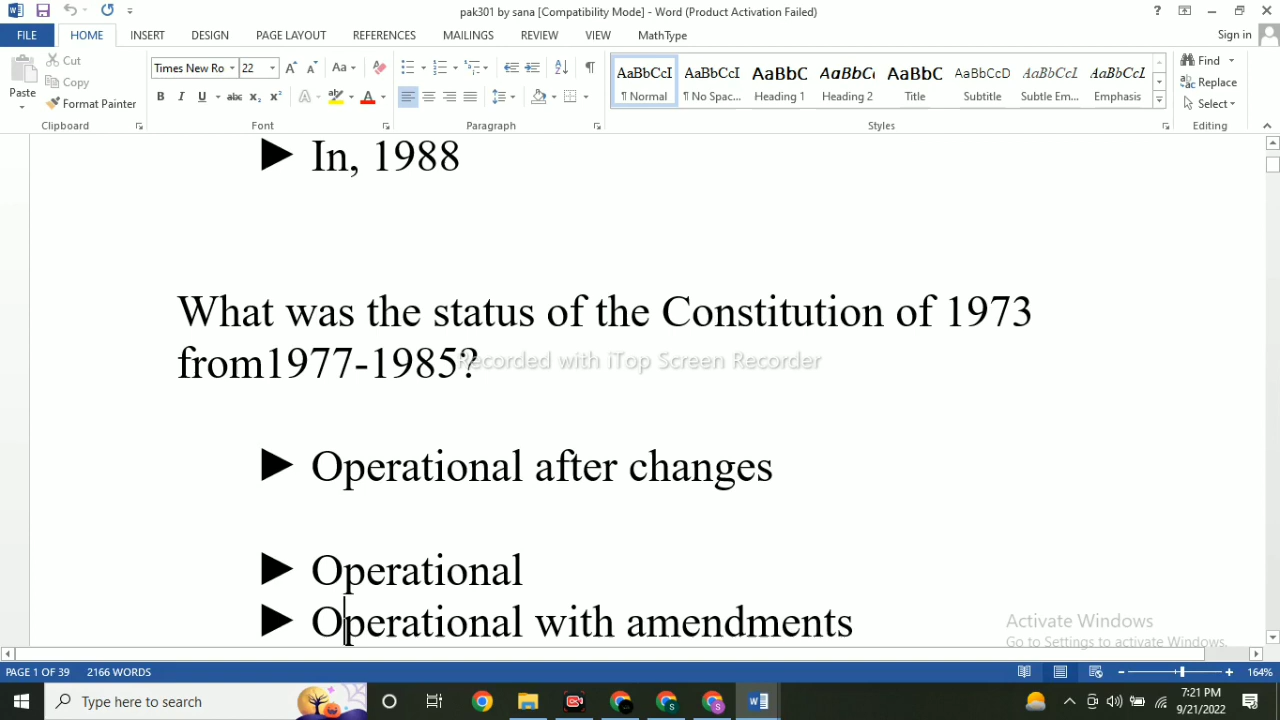 pak301 by sana [Compatibility Mode] - Word (Product Activation Failed)
Sign in
FILE HOME INSERT DESIGN PAGE LAYOUT REFERENCES MAILINGS REVIEW VIEW MathType
Paste
Cut
Copy
Format Painter
Clipboard
Times New Ro 22
Font
Paragraph
AaBbCcI AaBbCcI AaBbC AaBbCc AaBbC AaBbCcD AaBbCcI AaBbCcI
¶ Normal ¶ No Spac... Heading 1 Heading 2 Title Subtitle Subtle Em... Emphasis
Styles
Find
Replace
Select
Editing
In, 1988
What was the status of the Constitution of 1973
from1977-1985?
Recorded with iTop Screen Recorder
Operational after changes
Operational
Operational with amendments
Activate Windows
Go to Settings to activate Windows.
PAGE 1 OF 39 2166 WORDS
164%
Type here to search
7:21 PM
9/21/2022